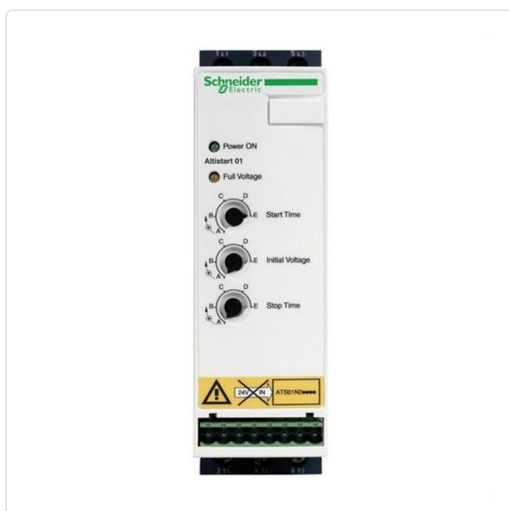 1 L1 3 L2 5 L3
Schneider
Electric
Power ON
Altistart 01
Full Voltage
C D
B E Start Time
A
C D
B E Initial Voltage
A
C D
B E Stop Time
A
24V IN ATS01N2●●●●
2 T1 4 T2 6 T3